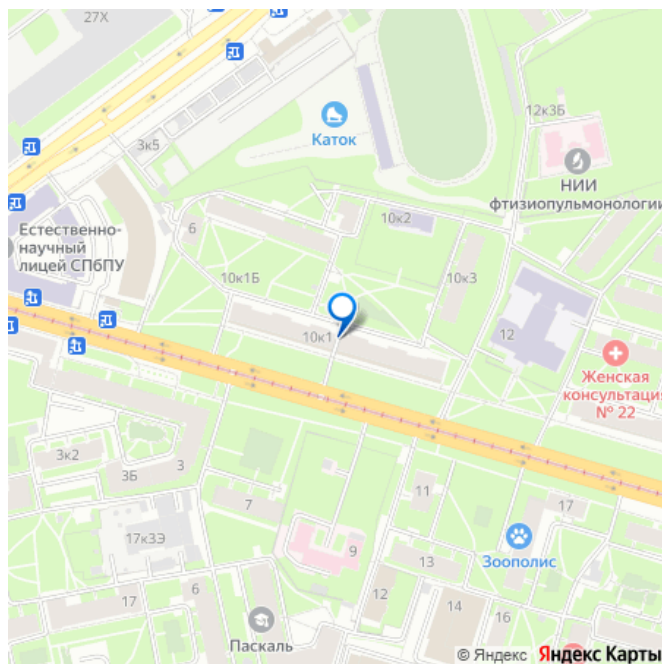 27Х
3к5
Каток
12к3Б
НИИ
фтизиопульмонологии
Естественно-
научный
лицей СПбПУ
6
10к2
10к1Б
10к3
10к1
12
Женская
консультация
№ 22
3к2
3Б
3
7
11
17
9
17к3Э
13
Зоополис
6
17
12
14
16
Паскаль
© Яндекс Яндекс Карты